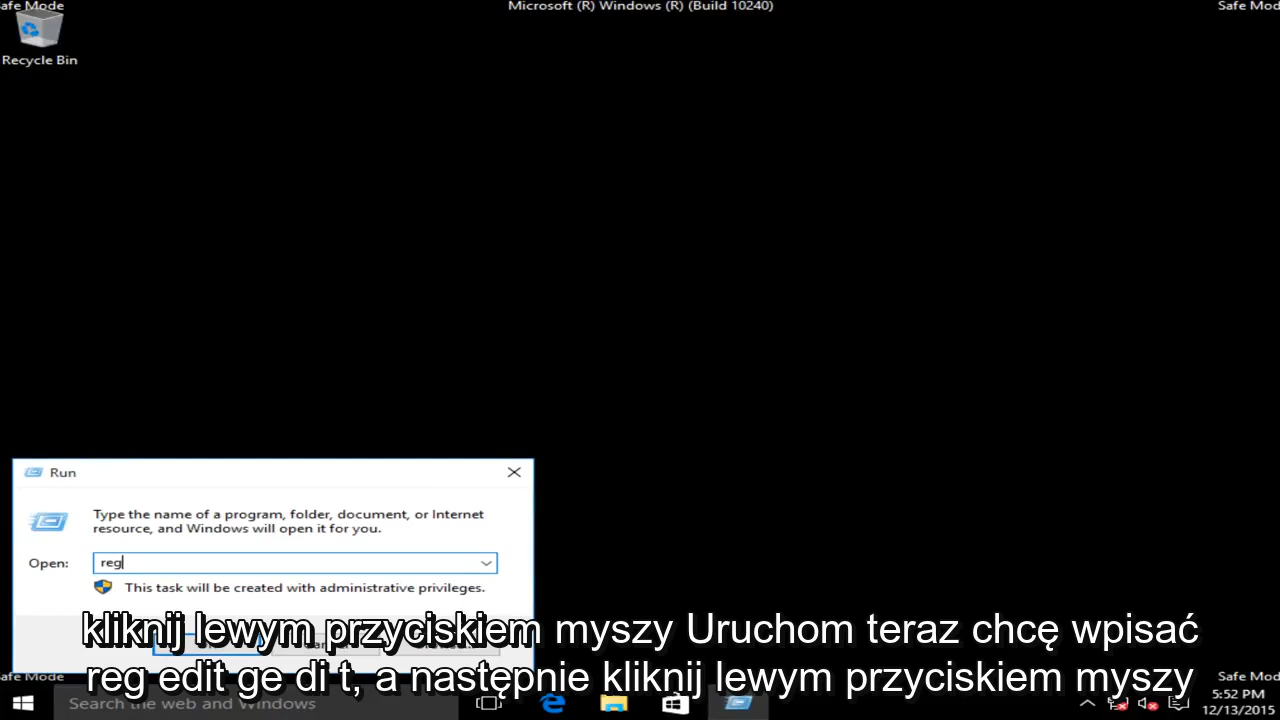 Safe Mode
Microsoft (R) Windows (R) (Build 10240)
Safe Mod
Recycle Bin
Run
Type the name of a program, folder, document, or Internet
resource, and Windows will open it for you.
Open:
reg
This task will be created with administrative privileges.
kliknij lewym przyciskiem myszy Uruchom teraz chcę wpisać
reg edit ge di t, a następnie kliknij lewym przyciskiem myszy
afe Mode
Safe Mod
Search the web and Windows
5:52 PM
12/13/2015